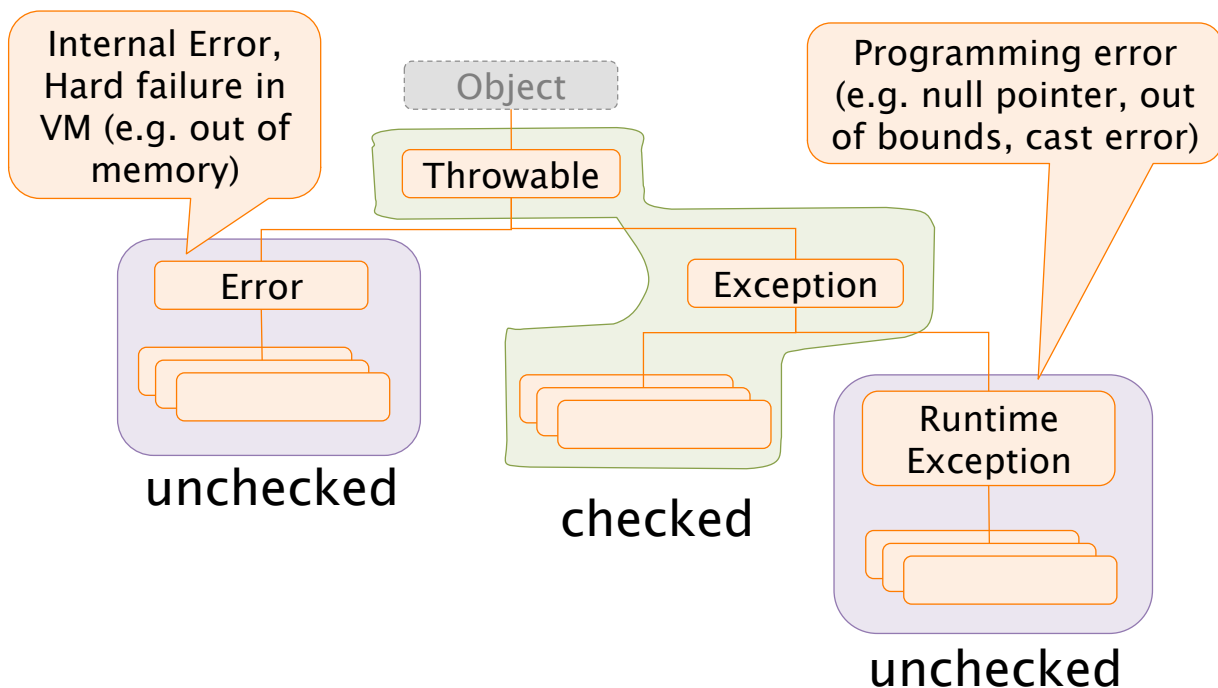 Internal Error,
Hard failure in
VM (e.g. out of
memory)
Object
Programming error
(e.g. null pointer, out
of bounds, cast error)
Throwable
Error
Exception
Runtime
Exception
unchecked
checked
unchecked